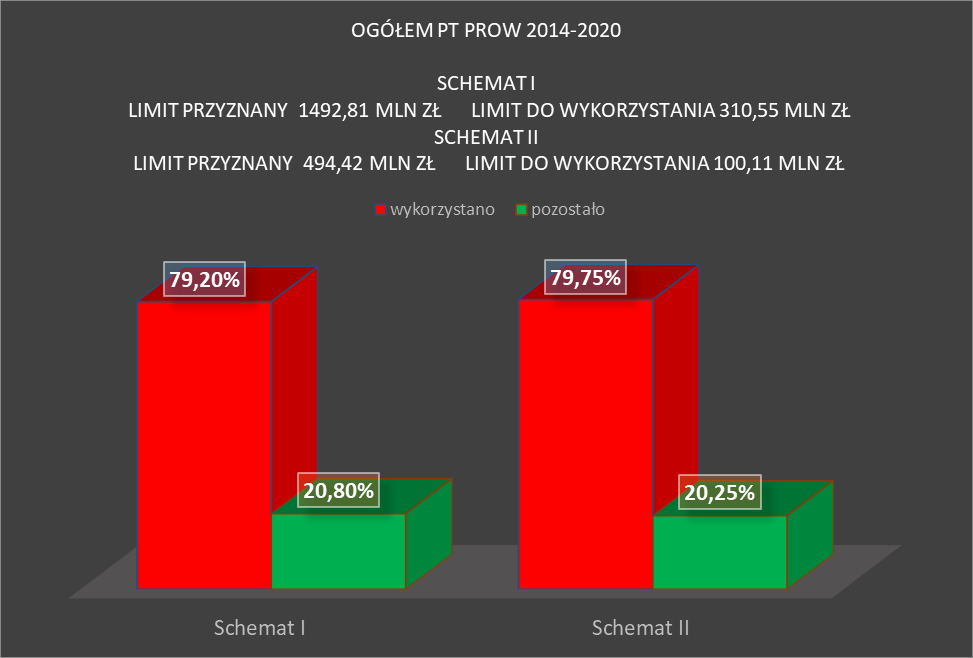 OGÓŁEM PT PROW 2014-2020
SCHEMAT I
LIMIT PRZYZNANY 1492,81 MLN ZŁ LIMIT DO WYKORZYSTANIA 310,55 MLN ZŁ
SCHEMAT II
LIMIT PRZYZNANY 494,42 MLN ZŁ LIMIT DO WYKORZYSTANIA 100,11 MLN ZŁ
wykorzystano pozostało
79,20% 79,75%
20,80% 20,25%
Schemat I Schemat II